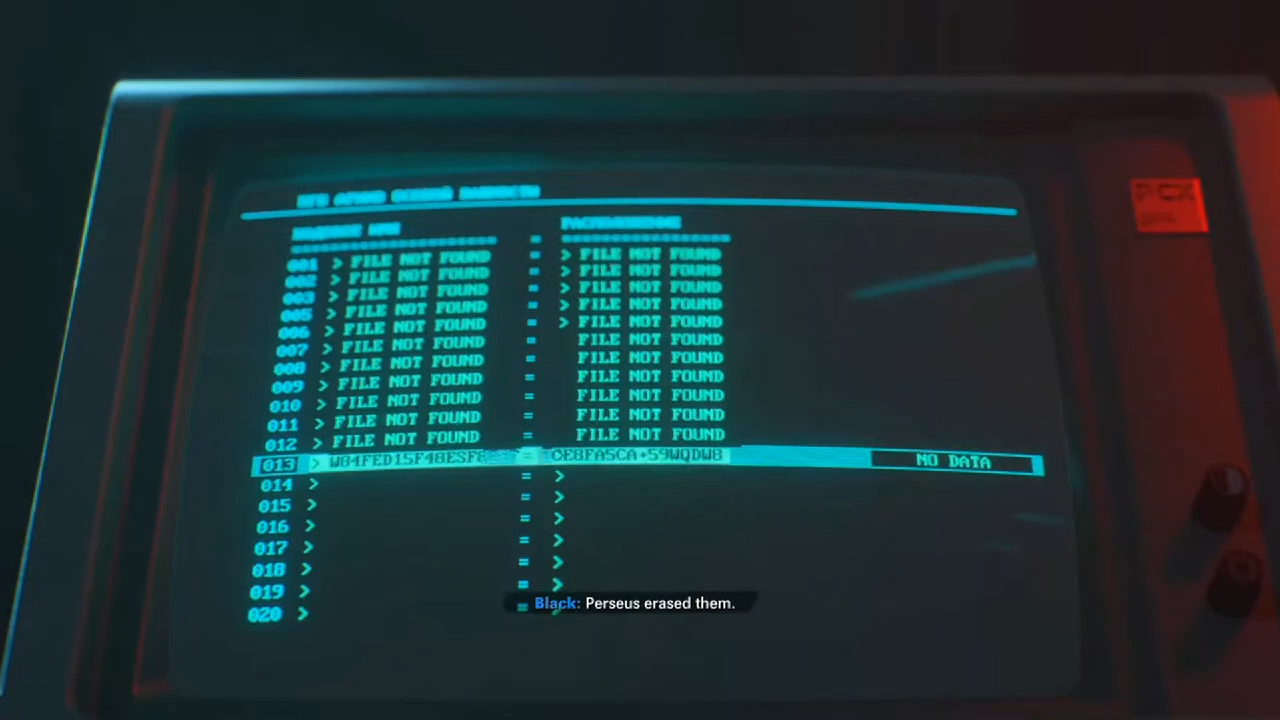 001 > FILE NOT FOUND = > FILE NOT FOUND
002 > FILE NOT FOUND = > FILE NOT FOUND
003 > FILE NOT FOUND = > FILE NOT FOUND
005 > FILE NOT FOUND = > FILE NOT FOUND
006 > FILE NOT FOUND = > FILE NOT FOUND
007 > FILE NOT FOUND = FILE NOT FOUND
008 > FILE NOT FOUND = FILE NOT FOUND
009 > FILE NOT FOUND = FILE NOT FOUND
010 > FILE NOT FOUND = FILE NOT FOUND
011 > FILE NOT FOUND = FILE NOT FOUND
012 > FILE NOT FOUND = FILE NOT FOUND
013 > = NO DATA
014 > = >
015 > = >
016 > = >
017 > = >
018 > = >
019 > = >
020 > =
Black: Perseus erased them.
PCX